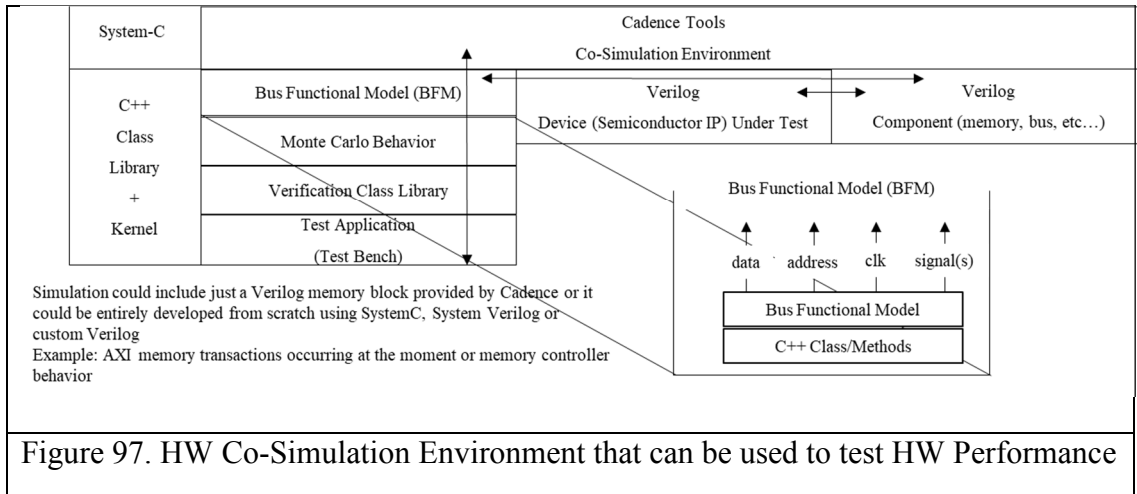 System-C
Cadence Tools
Co-Simulation Environment
C++
Class
Library
+
Kernel
Bus Functional Model (BFM)
Monte Carlo Behavior
Verification Class Library
Test Application
(Test Bench)
Verilog
Device (Semiconductor IP) Under Test
Verilog
Component (memory, bus, etc…)
Bus Functional Model (BFM)
data address clk signal(s)
Bus Functional Model
C++ Class/Methods
Simulation could include just a Verilog memory block provided by Cadence or it
could be entirely developed from scratch using SystemC, System Verilog or
custom Verilog
Example: AXI memory transactions occurring at the moment or memory controller
behavior
Figure 97. HW Co-Simulation Environment that can be used to test HW Performance